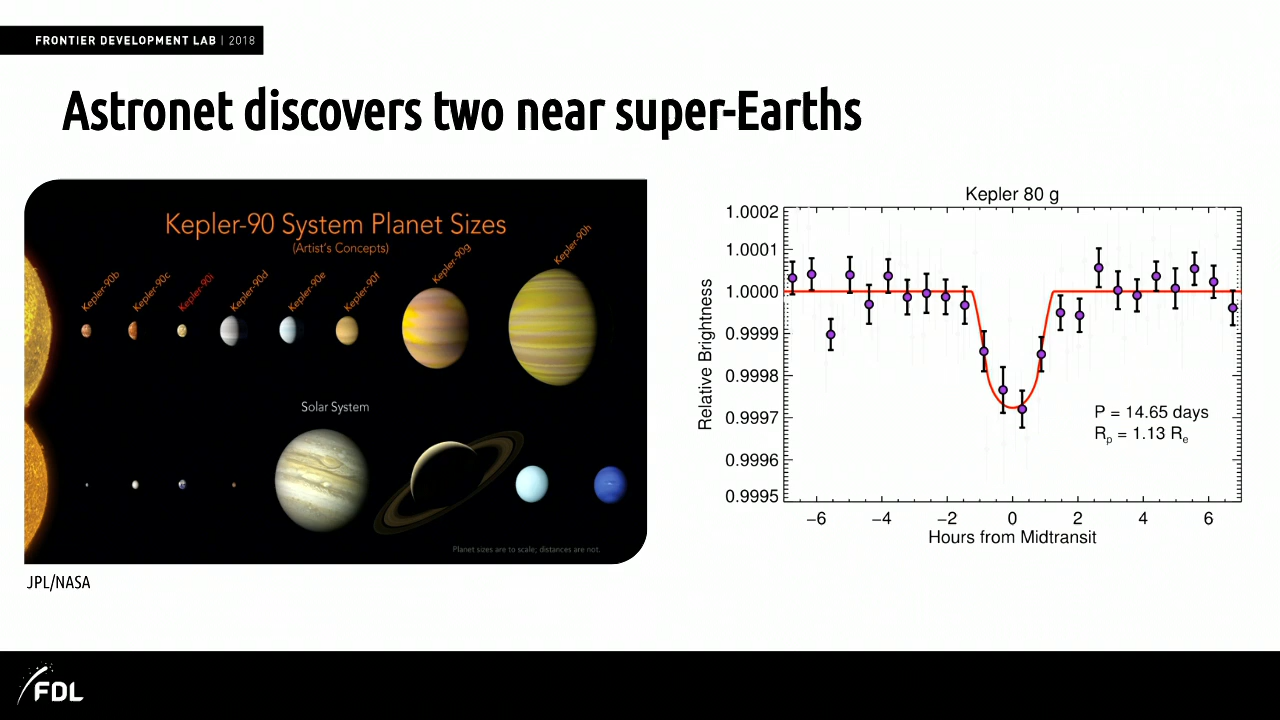 FRONTIER DEVELOPMENT LAB | 2018
Astronet discovers two near super-Earths
Kepler-90 System Planet Sizes
(Artist's Concepts)
Kepler-90b
Kepler-90c
Kepler-90i
Kepler-90d
Kepler-90e
Kepler-90f
Kepler-90g
Kepler-90h
Solar System
Planet sizes are to scale; distances are not.
JPL/NASA
Kepler 80 g
Relative Brightness
1.0002
1.0001
1.0000
0.9999
0.9998
0.9997
0.9996
0.9995
P = 14.65 days
Rp = 1.13 Re
−6 −4 −2 0 2 4 6
Hours from Midtransit
FDL